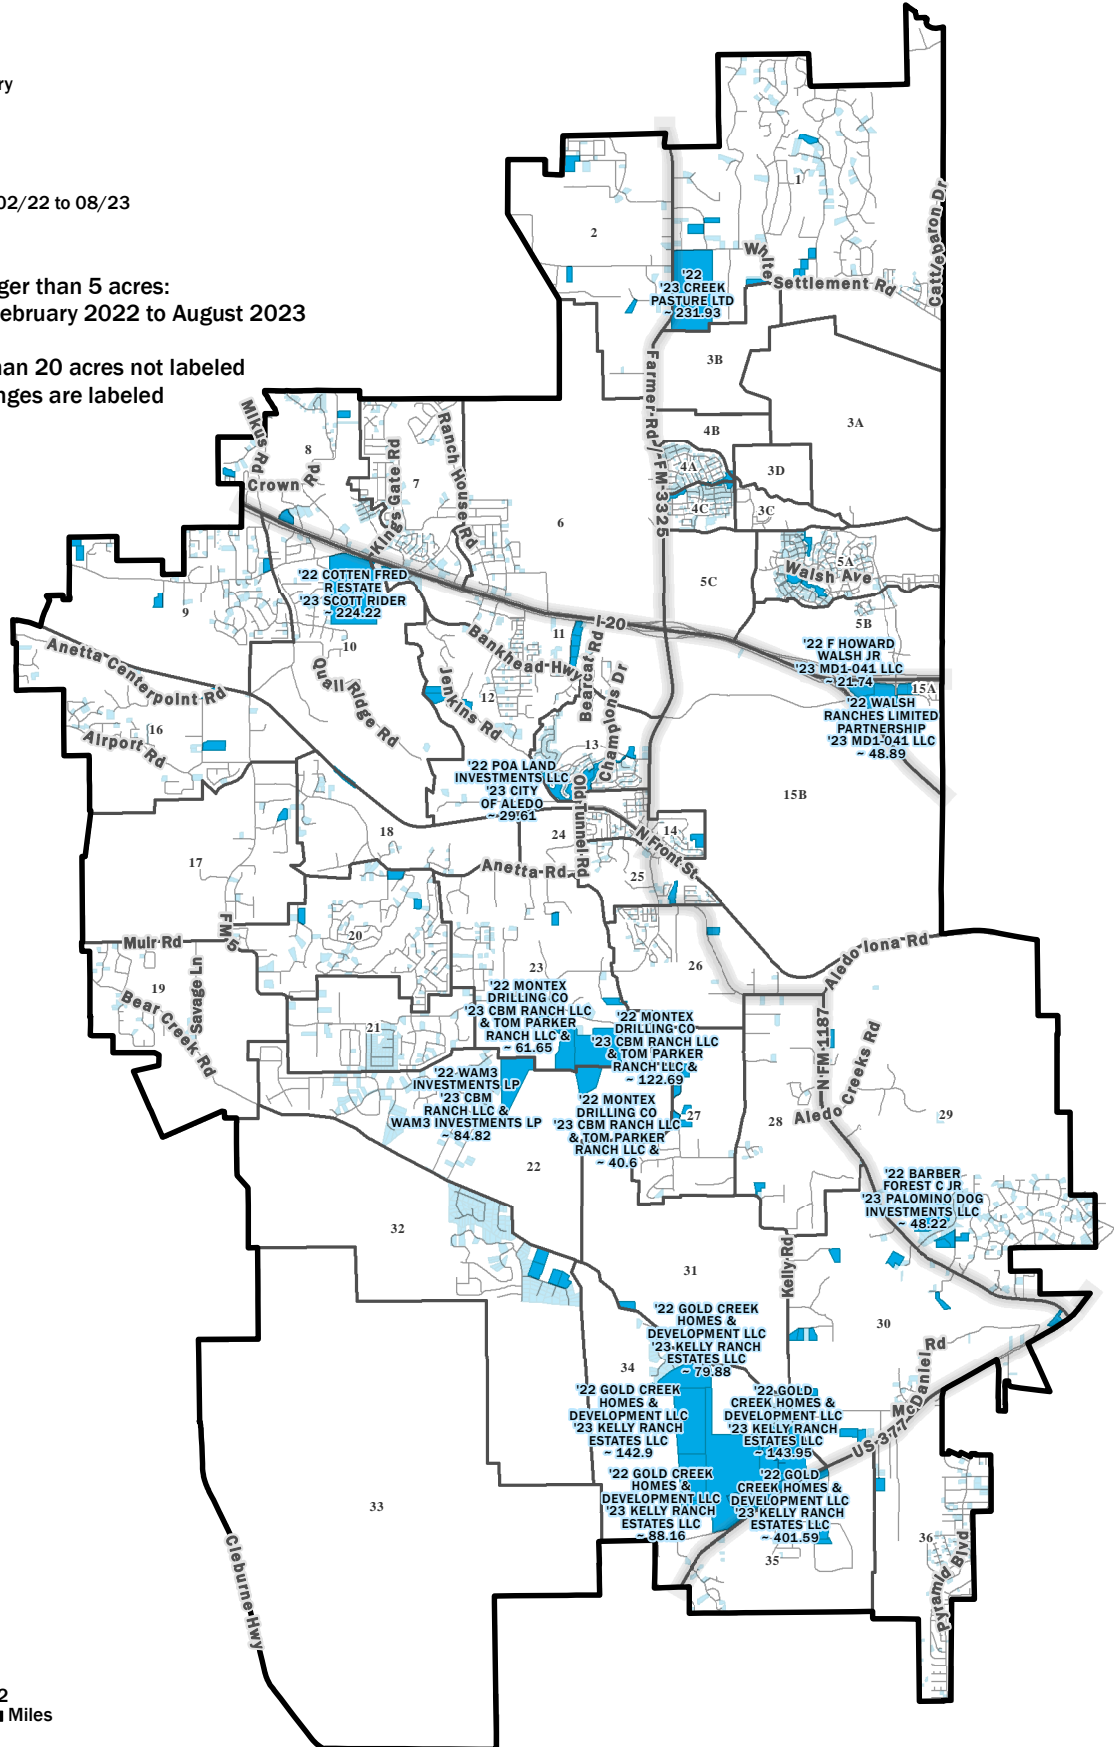 ry
02/22 to 08/23
ger than 5 acres:
ebruary 2022 to August 2023
han 20 acres not labeled
nges are labeled
1
2
White
Settlement Rd
Cattlebaron Dr
'22
'23 CREEK
PASTURE LTD
~ 231.93
3B
Farmer Rd / FM 3325
3A
4B
4A
3D
4C
3C
Mikus Rd
8
Crown Rd
Kings Gate Rd
7
Ranch House Rd
6
5C
5A
Walsh Ave
5B
'22 COTTEN FRED
R ESTATE
'23 SCOTT RIDER
~ 224.22
9
10
I-20
11
Bankhead Hwy
Bearcat Rd
'22 F HOWARD
WALSH JR
'23 MD1-041 LLC
~ 21.74
15A
Anetta Centerpoint Rd
Quail Ridge Rd
Jenkins Rd
12
Champions Dr
'22 WALSH
RANCHES LIMITED
PARTNERSHIP
'23 MD1-041 LLC
~ 48.89
16
Airport Rd
13
'22 POA LAND
INVESTMENTS LLC
'23 CITY
OF ALEDO
~ 29.61
Old Tunnel Rd
15B
18
24
14
N Front St
17
Anetta Rd
25
FM 5
Muir Rd
20
23
26
Aledo Iona Rd
19
Savage Ln
Bear Creek Rd
21
'22 MONTEX
DRILLING CO
'23 CBM RANCH LLC
& TOM PARKER
RANCH LLC &
~ 61.65
'22 MONTEX
DRILLING CO
'23 CBM RANCH LLC
& TOM PARKER
RANCH LLC &
~ 122.69
N FM 1187
Aledo Creeks Rd
'22 WAM3
INVESTMENTS LP
'23 CBM
RANCH LLC &
WAM3 INVESTMENTS LP
~ 84.82
'22 MONTEX
DRILLING CO
'23 CBM RANCH LLC
& TOM PARKER
RANCH LLC &
~ 40.6
27
28
29
22
'22 BARBER
FOREST C JR
'23 PALOMINO DOG
INVESTMENTS LLC
~ 48.22
32
31
Kelly Rd
30
'22 GOLD CREEK
HOMES &
DEVELOPMENT LLC
'23 KELLY RANCH
ESTATES LLC
~ 79.88
34
McDaniel Rd
'22 GOLD CREEK
HOMES &
DEVELOPMENT LLC
'23 KELLY RANCH
ESTATES LLC
~ 142.9
'22 GOLD
CREEK HOMES &
DEVELOPMENT LLC
'23 KELLY RANCH
ESTATES LLC
~ 143.95
US 377
'22 GOLD CREEK
HOMES &
DEVELOPMENT LLC
'23 KELLY RANCH
ESTATES LLC
~ 88.16
'22 GOLD
CREEK HOMES &
DEVELOPMENT LLC
'23 KELLY RANCH
ESTATES LLC
~ 401.59
33
35
36
Pyramid Blvd
Cleburne Hwy
2
Miles